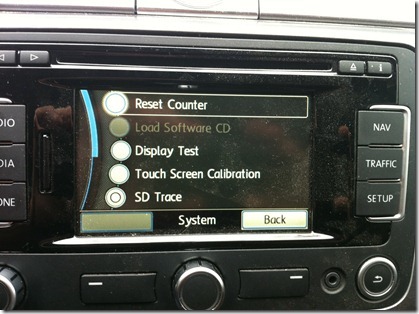 Reset Counter
Load Software CD
Display Test
Touch Screen Calibration
SD Trace
System Back
NAV
TRAFFIC
SETUP